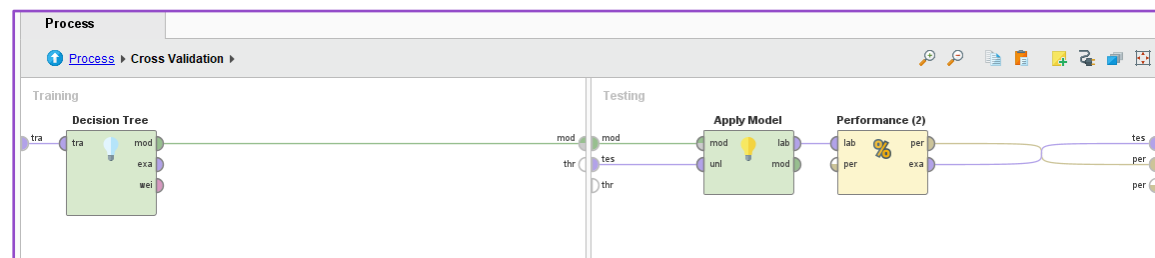 Process
Process Cross Validation
Training
Testing
Decision Tree
Apply Model
Performance (2)
tra
tra
mod
exa
wei
mod
thr
mod
tes
thr
mod
unl
lab
mod
lab
per
%
per
exa
tes
per
per